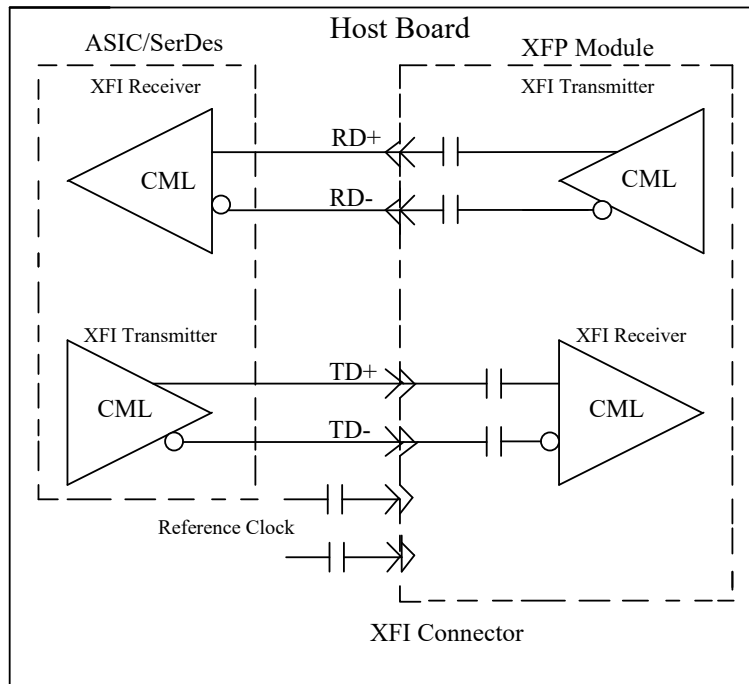 Host Board
ASIC/SerDes
XFP Module
XFI Receiver
XFI Transmitter
RD+
CML
CML
RD-
XFI Transmitter
XFI Receiver
TD+
CML
CML
TD-
Reference Clock
XFI Connector